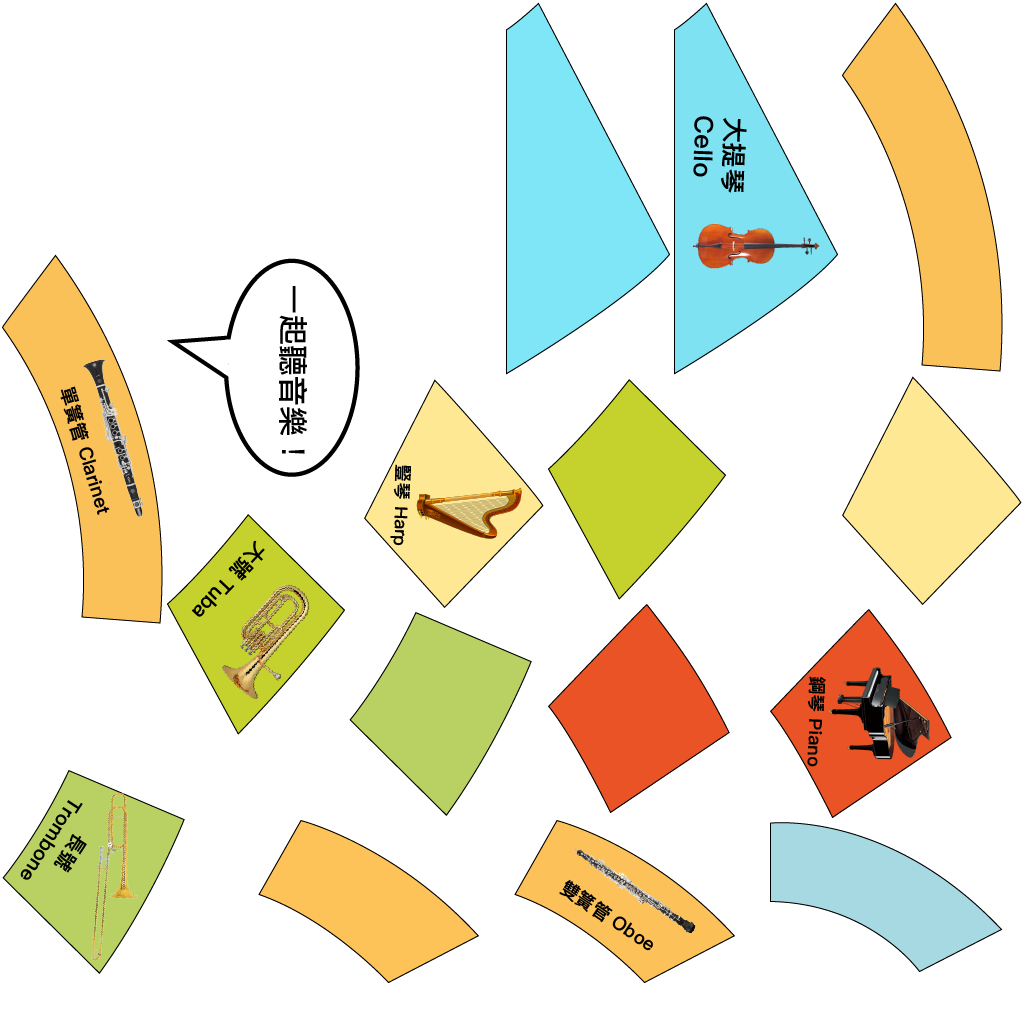 大提琴
Cello
一起聽音樂！
單簧管 Clarinet
豎琴 Harp
大號 Tuba
鋼琴 Piano
長號
Trombone
雙簧管 Oboe